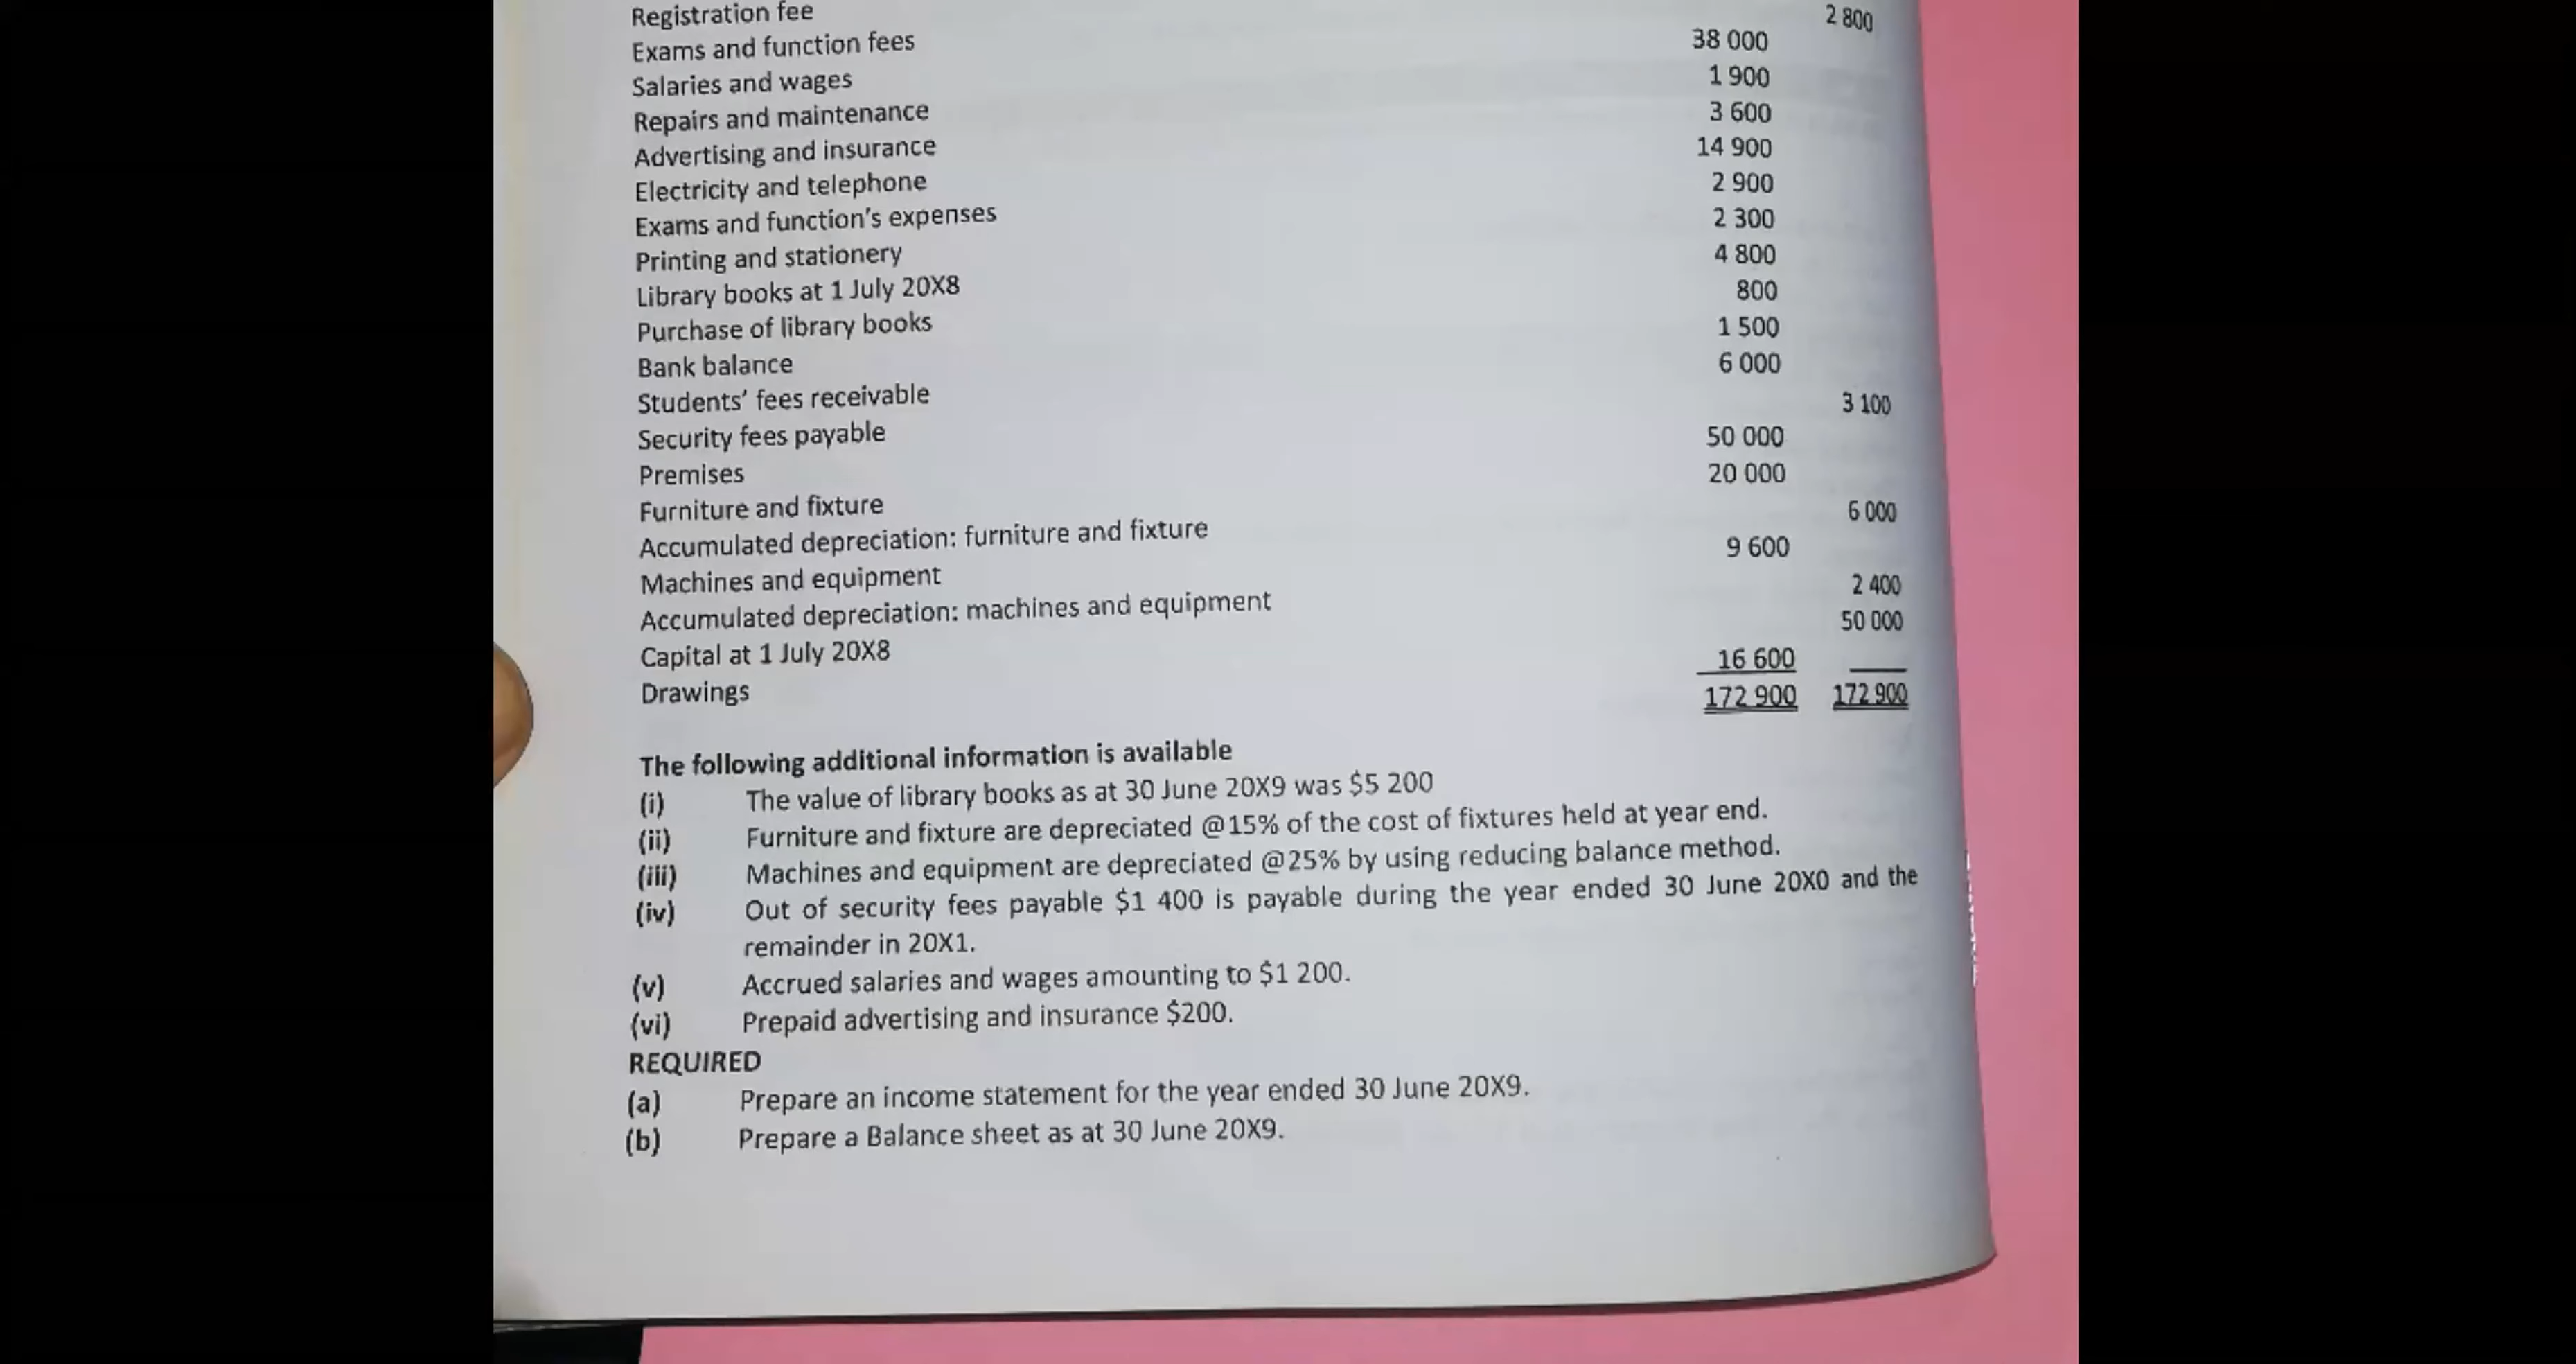 Registration fee
Exams and function fees 2 800
Salaries and wages 38 000
Repairs and maintenance 1 900
Advertising and insurance 3 600
Electricity and telephone 14 900
Exams and function's expenses 2 900
Printing and stationery 2 300
Library books at 1 July 20X8 4 800
Purchase of library books 800
Bank balance 1 500
Students' fees receivable 6 000
Security fees payable 3 100
Premises 50 000
Furniture and fixture 20 000
Accumulated depreciation: furniture and fixture 6 000
Machines and equipment 9 600
Accumulated depreciation: machines and equipment 2 400
Capital at 1 July 20X8 50 000
Drawings 16 600
172 900 172 900
The following additional information is available
(i) The value of library books as at 30 June 20X9 was $5 200
(ii) Furniture and fixture are depreciated @15% of the cost of fixtures held at year end.
(iii) Machines and equipment are depreciated @25% by using reducing balance method.
(iv) Out of security fees payable $1 400 is payable during the year ended 30 June 20X0 and the
remainder in 20X1.
(v) Accrued salaries and wages amounting to $1 200.
(vi) Prepaid advertising and insurance $200.
REQUIRED
(a) Prepare an income statement for the year ended 30 June 20X9.
(b) Prepare a Balance sheet as at 30 June 20X9.